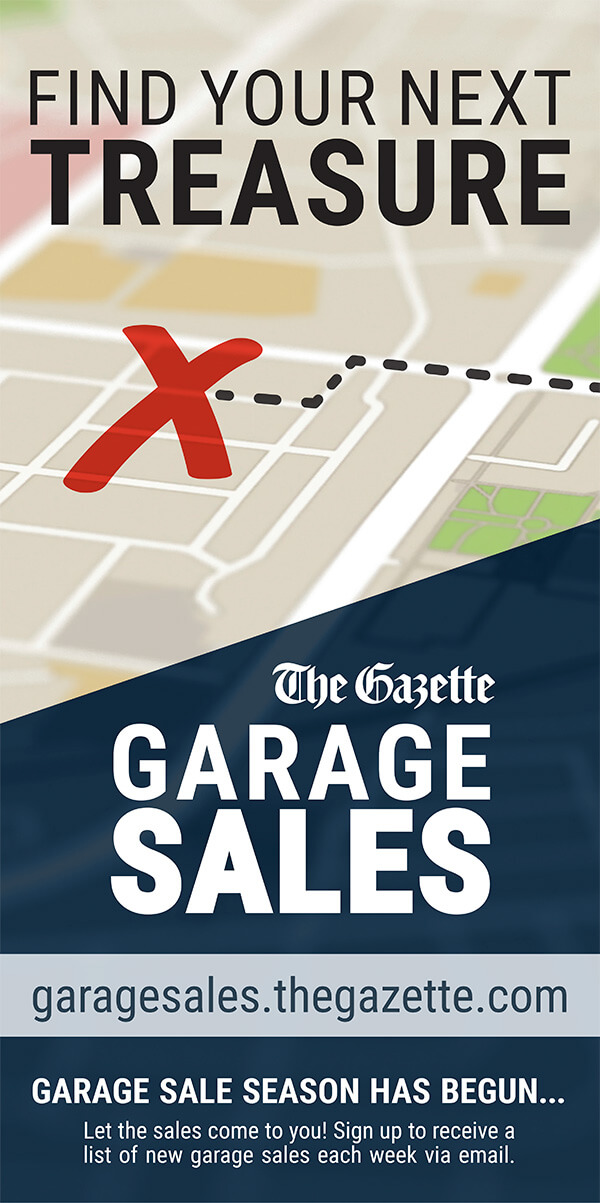 FIND YOUR NEXT
TREASURE
The Gazette
GARAGE
SALES
garagesales.thegazette.com
GARAGE SALE SEASON HAS BEGUN...
Let the sales come to you! Sign up to receive a
list of new garage sales each week via email.